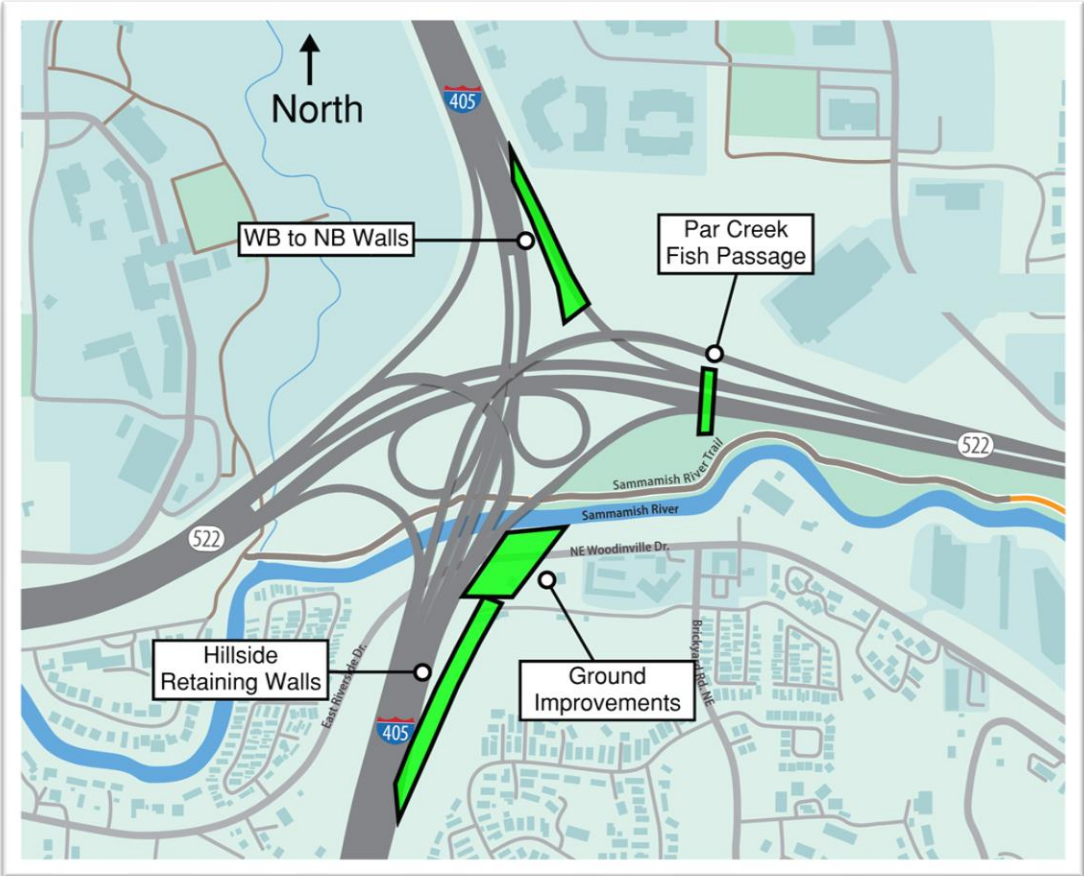 405
North
WB to NB Walls
Par Creek
Fish Passage
522
Sammamish River Trail
Sammamish River
522
NE Woodinville Dr.
Hillside
Retaining Walls
East Riverside Dr.
Ground
Improvements
Brickyard Rd. NE
405